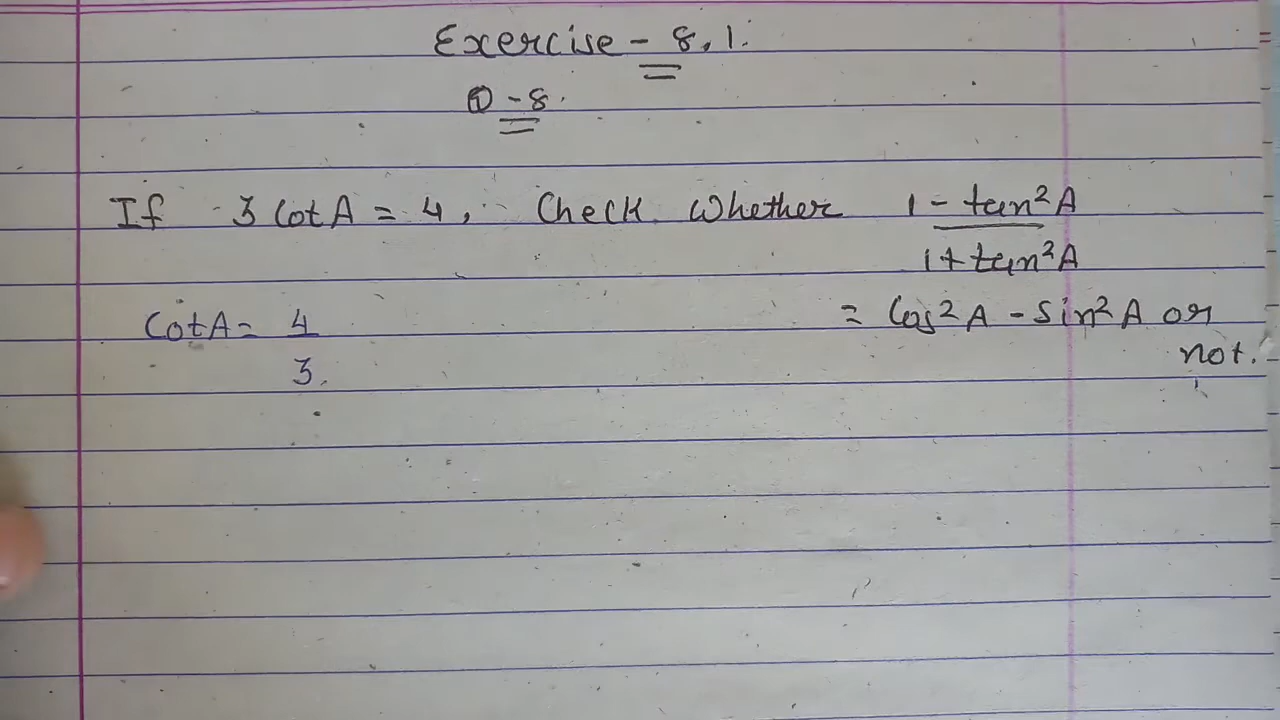 Exercise - 8.1.
Q - 8.
If 3 Cot A = 4, Check Whether 1 - tan²A
1 + tan²A
Cot A = 4 = Cos²A - Sin²A or
3. not.